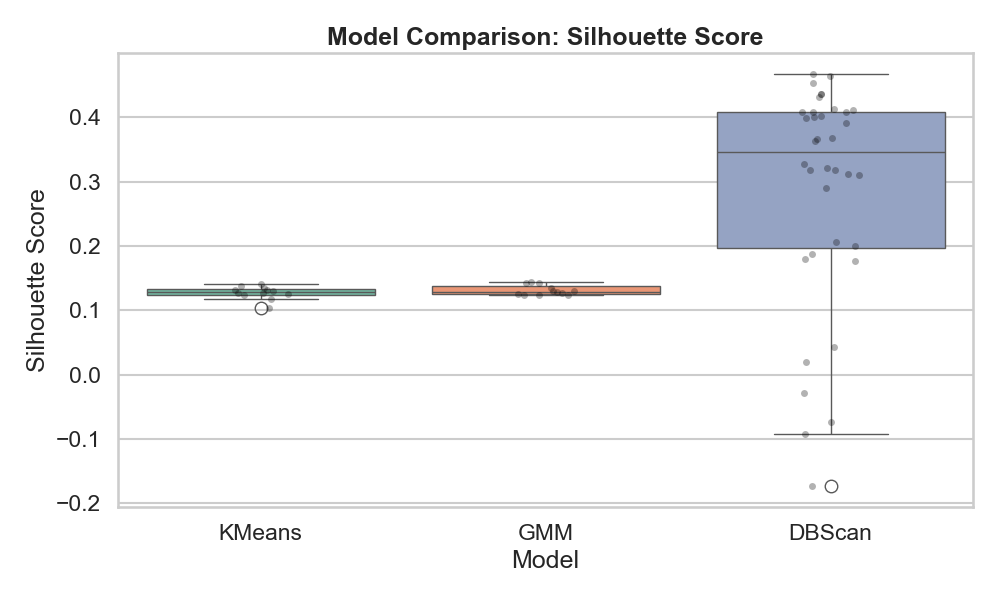 Model Comparison: Silhouette Score
Silhouette Score
0.4
0.3
0.2
0.1
0.0
−0.1
−0.2
KMeans
GMM
DBScan
Model